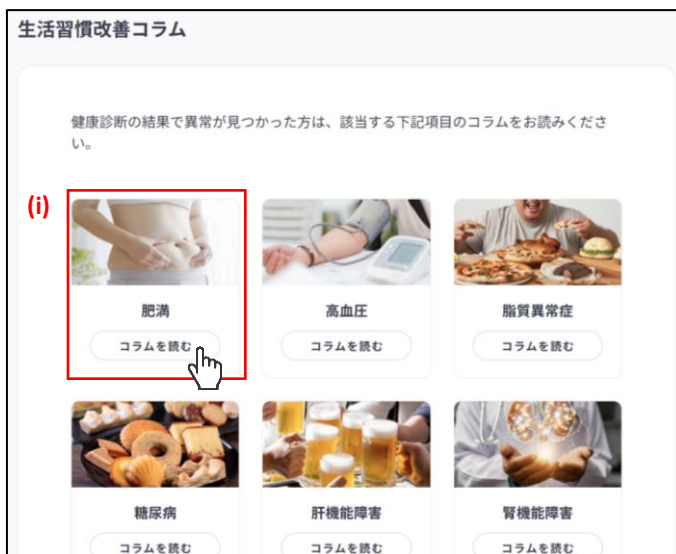 生活習慣改善コラム
健康診断の結果で異常が見つかった方は、該当する下記項目のコラムをお読みくださ
い。
(i)
肥満 高血圧 脂質異常症
コラムを読む コラムを読む コラムを読む
糖尿病 肝機能障害 腎機能障害
コラムを読む コラムを読む コラムを読む